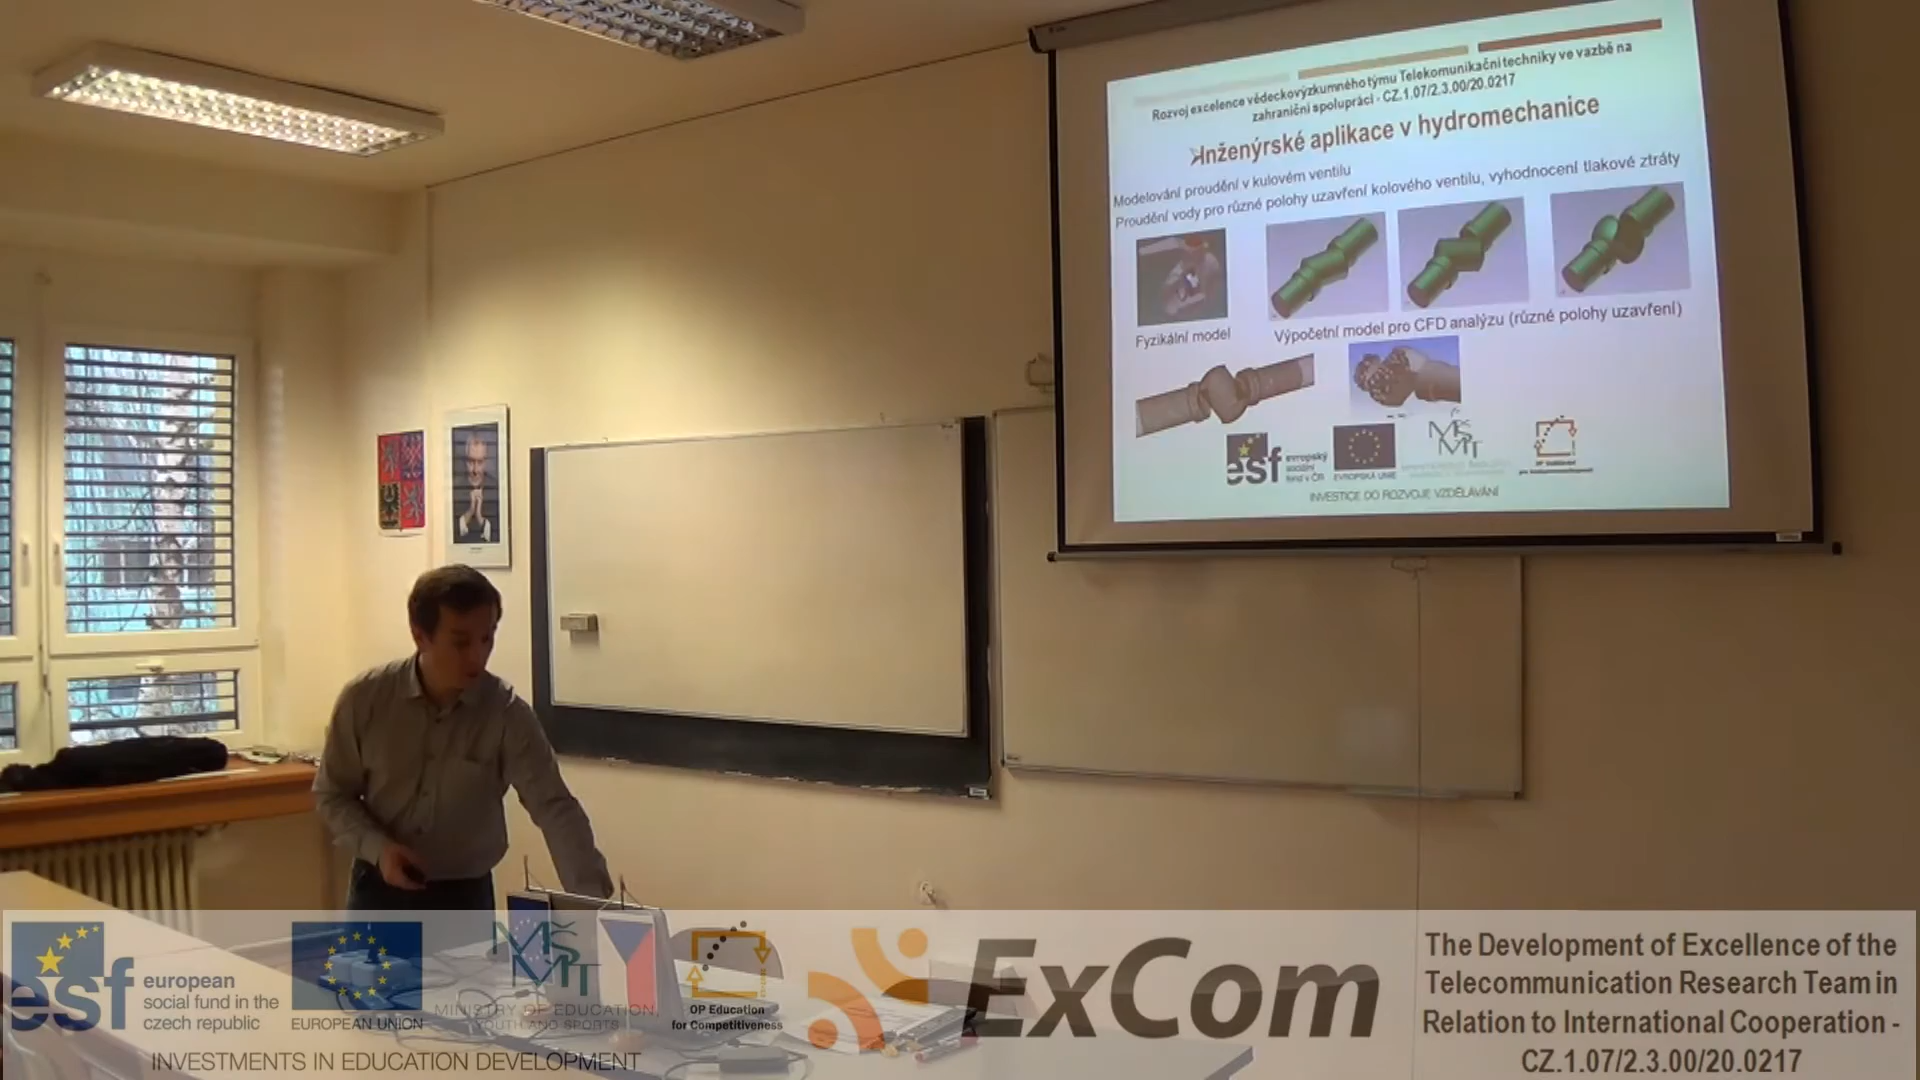 Rozvoj excelence vědeckovýzkumného týmu Telekomunikační techniky ve vazbě na
zahraniční spolupráci - CZ.1.07/2.3.00/20.0217
Inženýrské aplikace v hydromechanice
Modelování proudění v kulovém ventilu
Proudění vody pro různé polohy uzavření kolového ventilu, vyhodnocení tlakové ztráty
Fyzikální model
Výpočetní model pro CFD analýzu (různé polohy uzavření)
esf
evropský
sociální
fond v ČR
EVROPSKÁ UNIE
MŠMT
OP Vzdělávání
INVESTICE DO ROZVOJE VZDĚLÁVÁNÍ
esf
european
social fund in the
czech republic
EUROPEAN UNION
MŠMT
MINISTRY OF EDUCATION,
YOUTH AND SPORTS
OP Education
for Competitiveness
INVESTMENTS IN EDUCATION DEVELOPMENT
ExCom
The Development of Excellence of the
Telecommunication Research Team in
Relation to International Cooperation -
CZ.1.07/2.3.00/20.0217